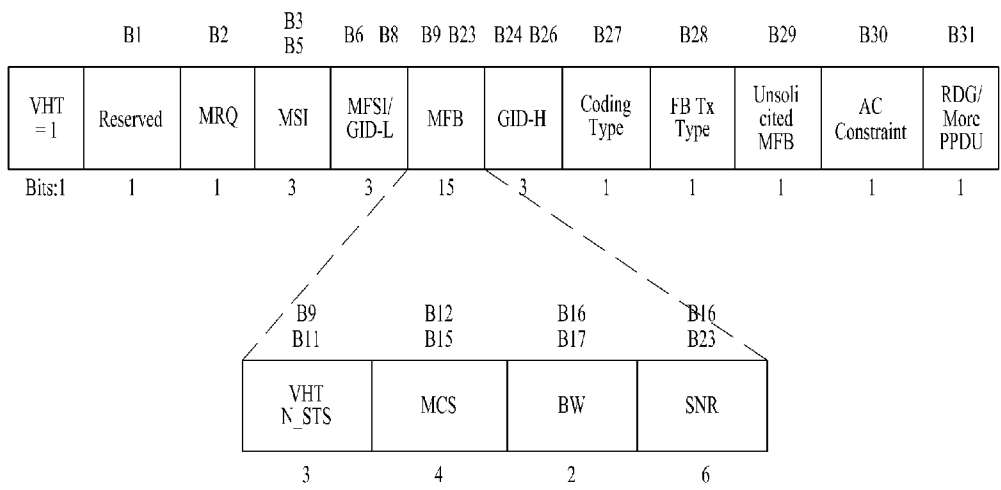 B1 B2 B3 B5 B6 B8 B9 B23 B24 B26 B27 B28 B29 B30 B31
VHT = 1 Reserved MRQ MSI MFSI/ GID-L MFB GID-H Coding Type FB Tx Type Unsoli cited MFB AC Constraint RDG/ More PPDU
Bits:1 1 1 3 3 15 3 1 1 1 1 1
B9 B11 B12 B15 B16 B17 B16 B23
VHT N_STS MCS BW SNR
3 4 2 6